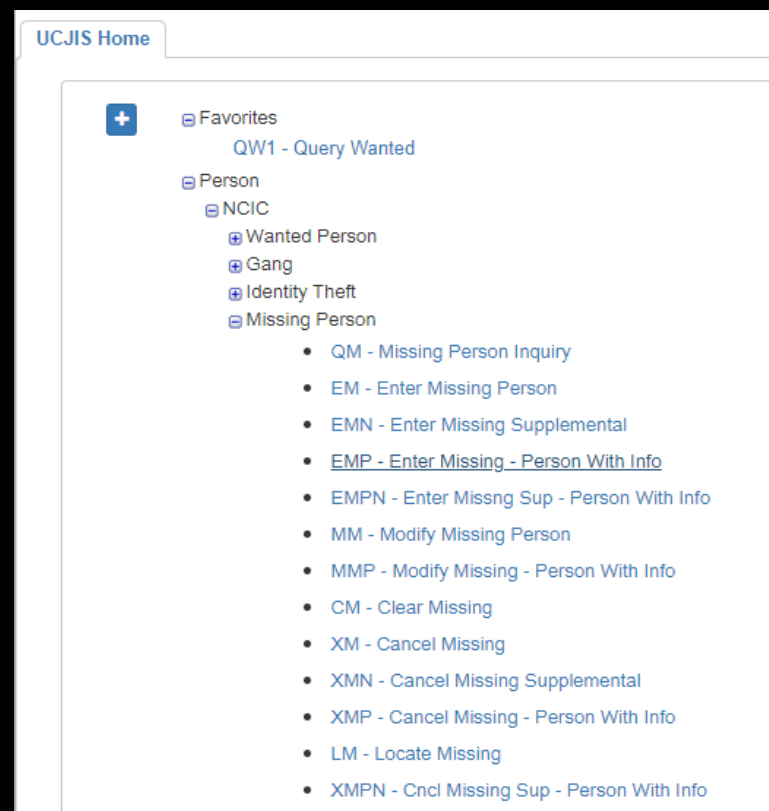 UCJIS Home
+
Favorites
QW1 - Query Wanted
Person
NCIC
Wanted Person
Gang
Identity Theft
Missing Person
QM - Missing Person Inquiry
EM - Enter Missing Person
EMN - Enter Missing Supplemental
EMP - Enter Missing - Person With Info
EMPN - Enter Missng Sup - Person With Info
MM - Modify Missing Person
MMP - Modify Missing - Person With Info
CM - Clear Missing
XM - Cancel Missing
XMN - Cancel Missing Supplemental
XMP - Cancel Missing - Person With Info
LM - Locate Missing
XMPN - Cncl Missing Sup - Person With Info